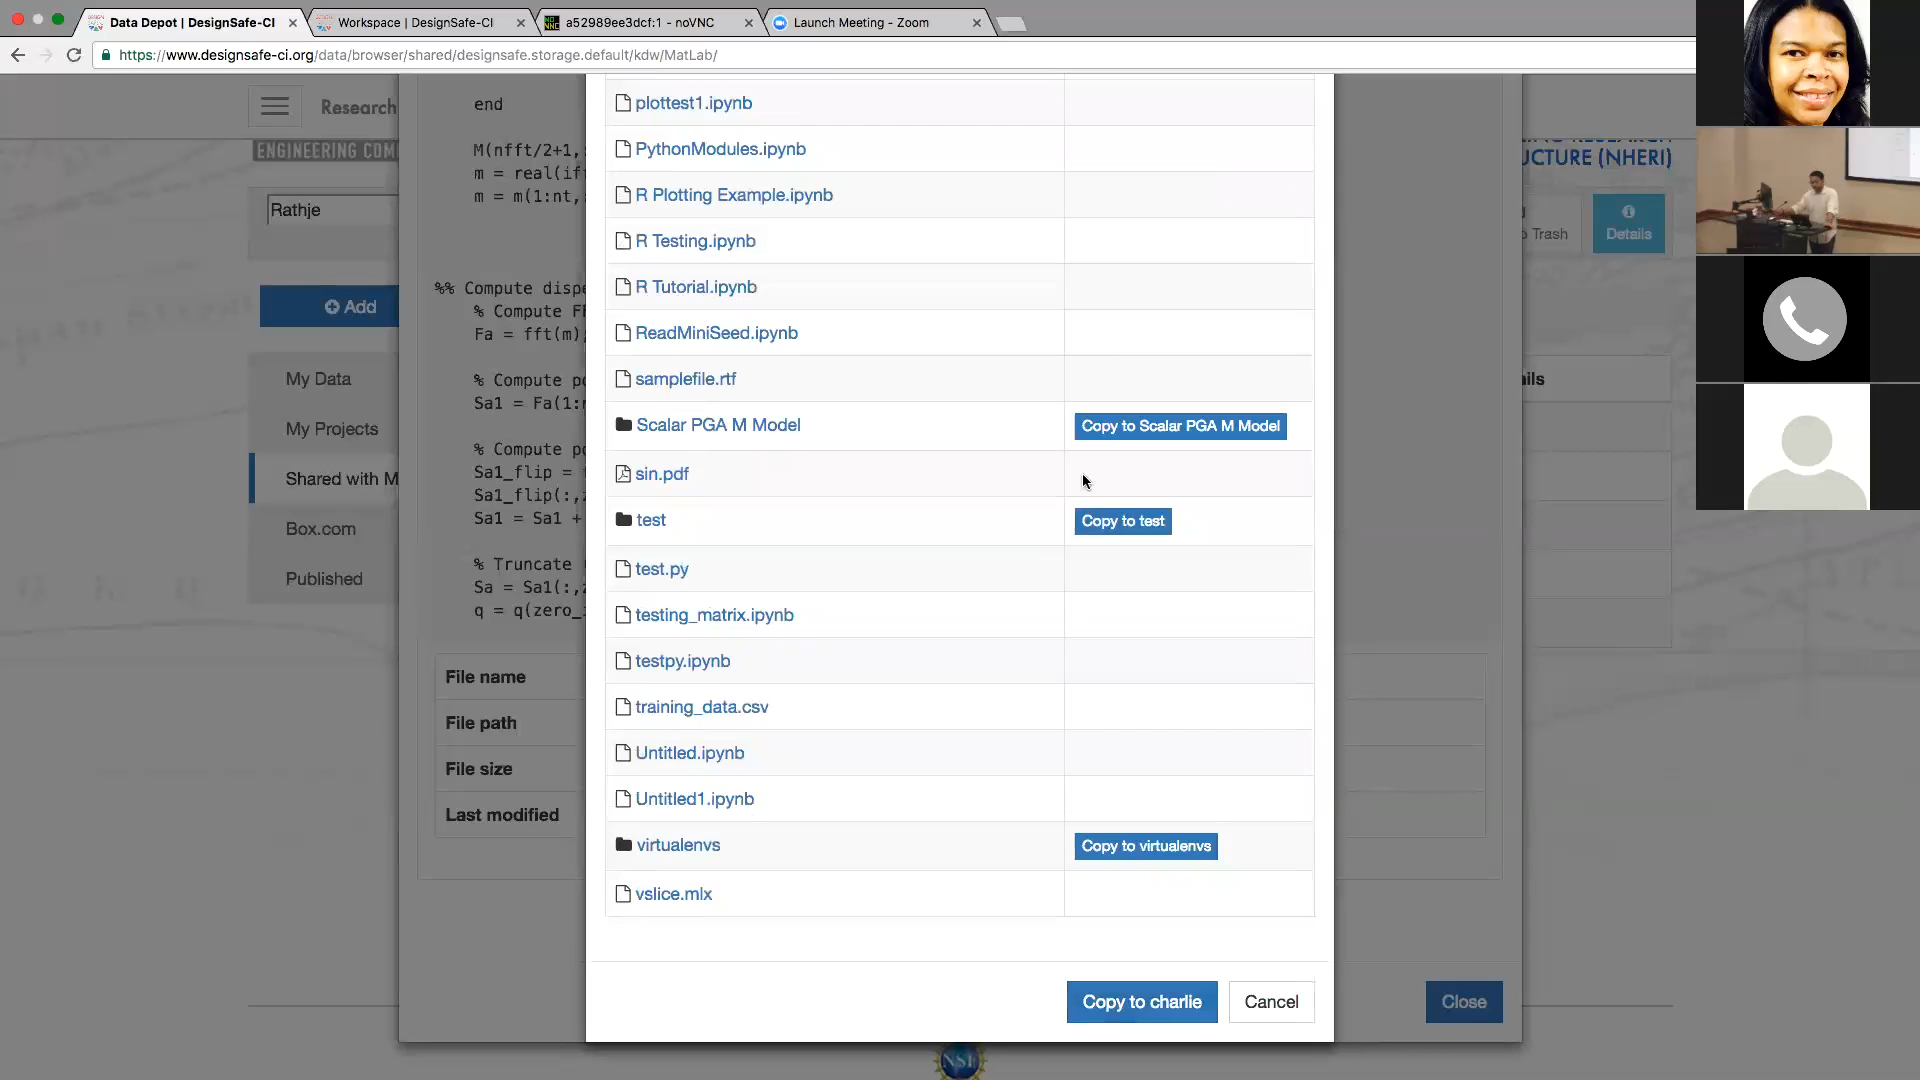 Data Depot | DesignSafe-CI
Workspace | DesignSafe-CI
a52989ee3dcf:1 - noVNC
Launch Meeting - Zoom
https://www.designsafe-ci.org/data/browser/shared/designsafe.storage.default/kdw/MatLab/
Research
ENGINEERING COM
UCTURE (NHERI)
Rathje
Add
My Data
My Projects
Shared with M
Box.com
Published
Trash
Details
end
M(nfft/2+1,
m = real(if
m = m(1:nt,
%% Compute disp
% Compute F
Fa = fft(m)
% Compute po
Sa1 = Fa(1:
% Compute po
Sa1_flip =
Sa1_flip(:,
Sa1 = Sa1 +
% Truncate
Sa = Sa1(:,
q = q(zero_
File name
File path
File size
Last modified
plottest1.ipynb
PythonModules.ipynb
R Plotting Example.ipynb
R Testing.ipynb
R Tutorial.ipynb
ReadMiniSeed.ipynb
samplefile.rtf
Scalar PGA M Model
Copy to Scalar PGA M Model
sin.pdf
test
Copy to test
test.py
testing_matrix.ipynb
testpy.ipynb
training_data.csv
Untitled.ipynb
Untitled1.ipynb
virtualenvs
Copy to virtualenvs
vslice.mlx
Copy to charlie
Cancel
Close
NSF